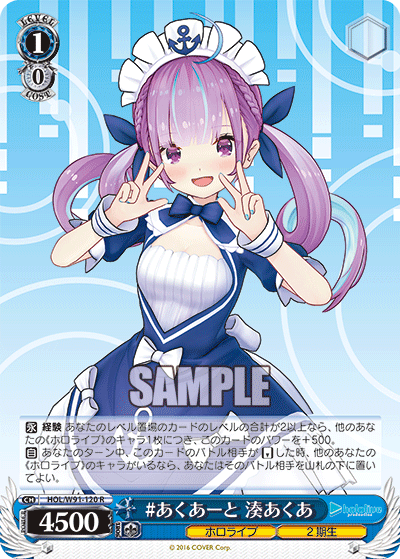 LEVEL
1
0
COST
SAMPLE
永 経験 あなたのレベル置場のカードのレベルの合計が2以上なら、他のあな
たの《ホロライブ》のキャラ1枚につき、このカードのパワーを+500。
自 あなたのターン中、このカードのバトル相手が した時、他のあなたの
《ホロライブ》のキャラがいるなら、あなたはそのバトル相手を山札の下に置い
てよい。
CH HOL/W91-120 R
4500
#あくあーと 湊あくあ
hololive
production
ホロライブ
2期生
© 2016 COVER Corp.